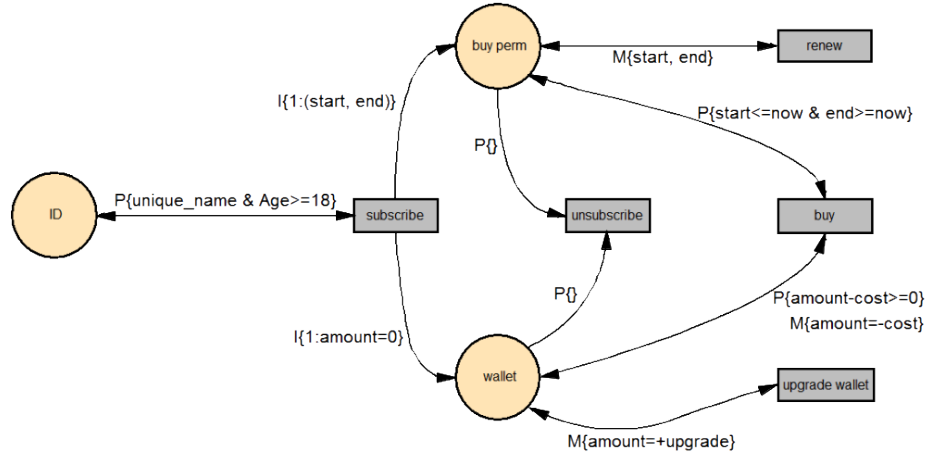 buy perm
renew
M{start, end}
I{1:(start, end)}
P{start<=now & end>=now}
P{}
P{unique_name & Age>=18}
ID
subscribe
unsubscribe
buy
P{}
P{amount-cost>=0}
M{amount=-cost}
I{1:amount=0}
wallet
upgrade wallet
M{amount=+upgrade}